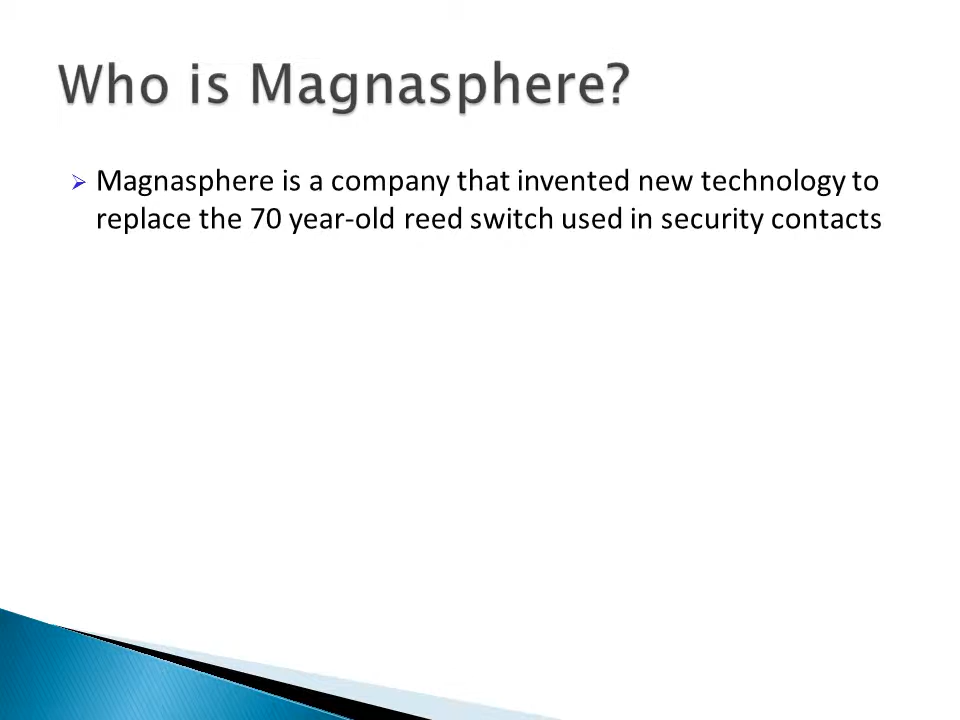 Who is Magnasphere?
Magnasphere is a company that invented new technology to
replace the 70 year-old reed switch used in security contacts